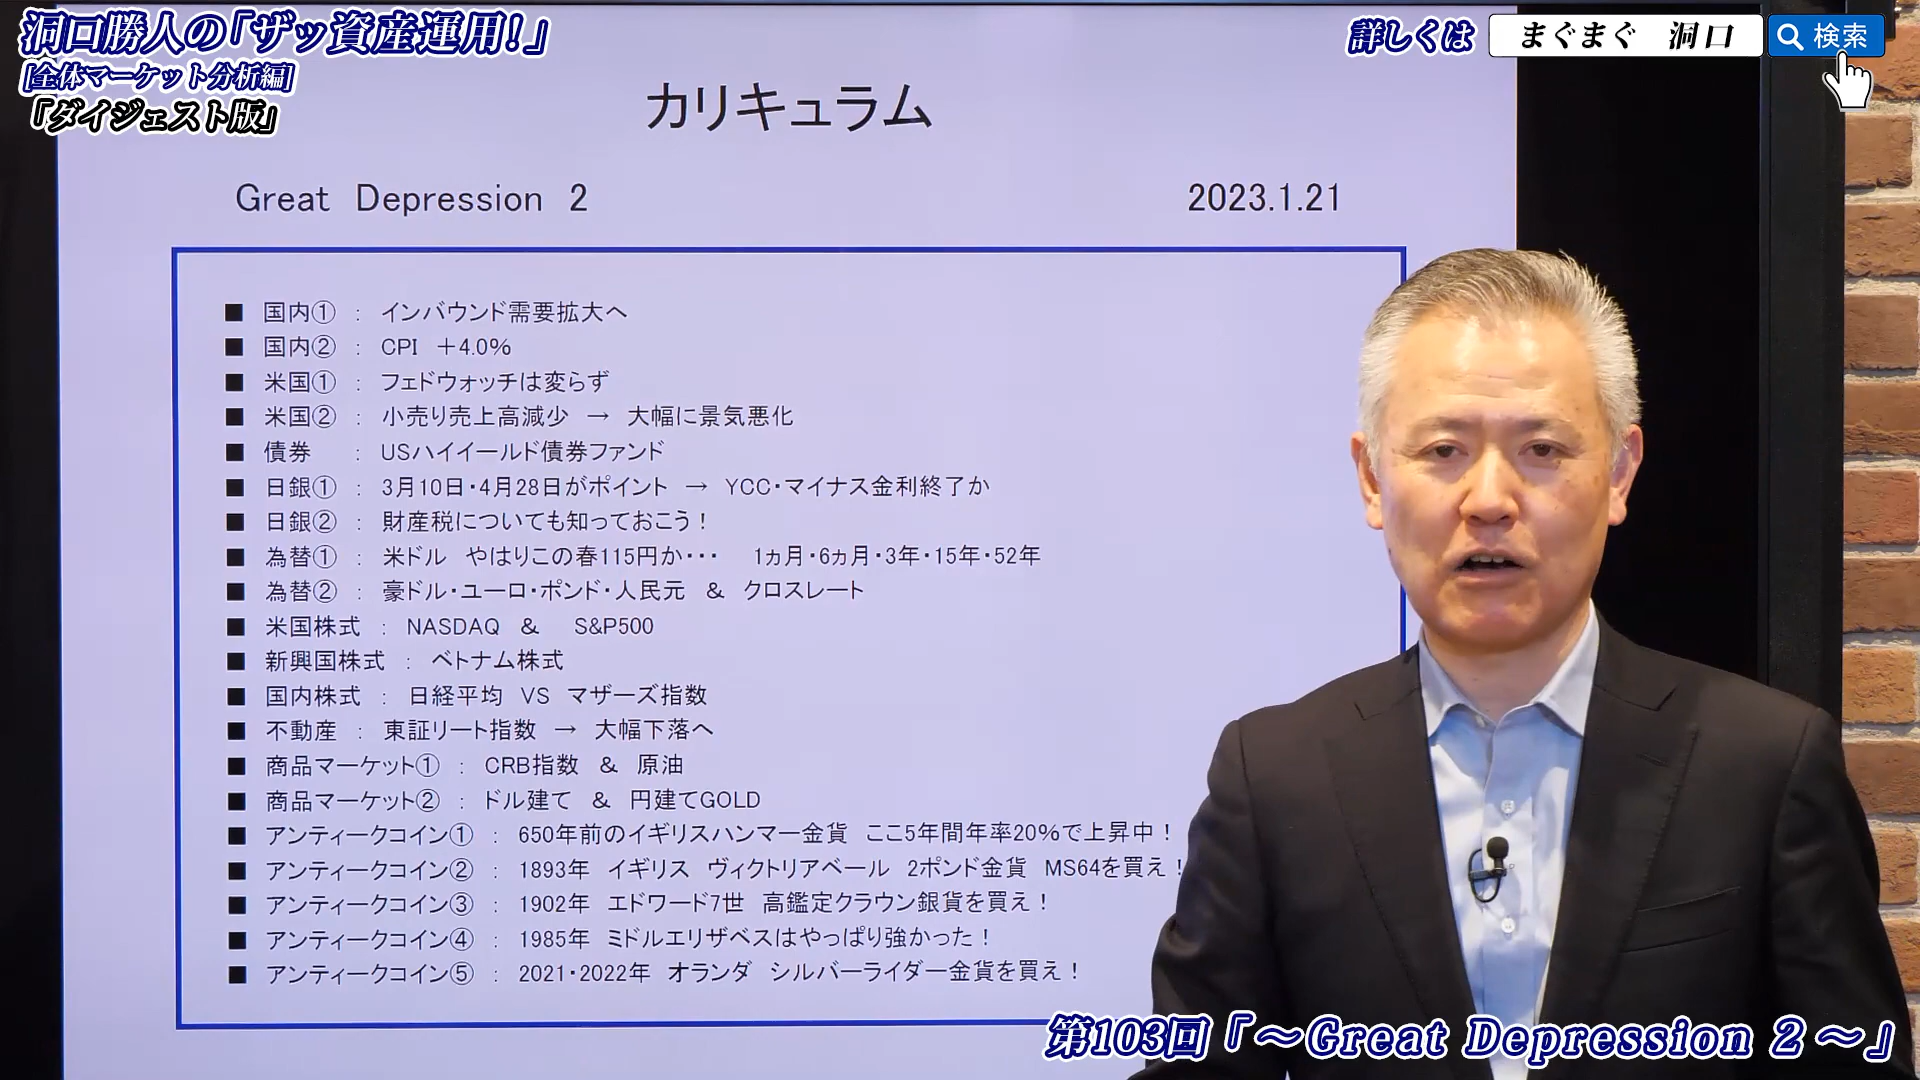 洞口勝人の「ザッ資産運用!」
[全体マーケット分析編]
「ダイジェスト版」
詳しくは まぐまぐ 洞口 検索
カリキュラム
Great Depression 2 2023.1.21
■ 国内① : インバウンド需要拡大へ
■ 国内② : CPI +4.0%
■ 米国① : フェドウォッチは変らず
■ 米国② : 小売り売上高減少 → 大幅に景気悪化
■ 債券 : USハイイールド債券ファンド
■ 日銀① : 3月10日・4月28日がポイント → YCC・マイナス金利終了か
■ 日銀② : 財産税についても知っておこう！
■ 為替① : 米ドル やはりこの春115円か・・・ 1ヵ月・6ヵ月・3年・15年・52年
■ 為替② : 豪ドル・ユーロ・ポンド・人民元 & クロスレート
■ 米国株式 : NASDAQ & S&P500
■ 新興国株式 : ベトナム株式
■ 国内株式 : 日経平均 VS マザーズ指数
■ 不動産 : 東証リート指数 → 大幅下落へ
■ 商品マーケット① : CRB指数 & 原油
■ 商品マーケット② : ドル建て & 円建てGOLD
■ アンティークコイン① : 650年前のイギリスハンマー金貨 ここ5年間年率20%で上昇中！
■ アンティークコイン② : 1893年 イギリス ヴィクトリアベール 2ポンド金貨 MS64を買え！
■ アンティークコイン③ : 1902年 エドワード7世 高鑑定クラウン銀貨を買え！
■ アンティークコイン④ : 1985年 ミドルエリザベスはやっぱり強かった！
■ アンティークコイン⑤ : 2021・2022年 オランダ シルバーライダー金貨を買え！
第103回「～Great Depression 2～」